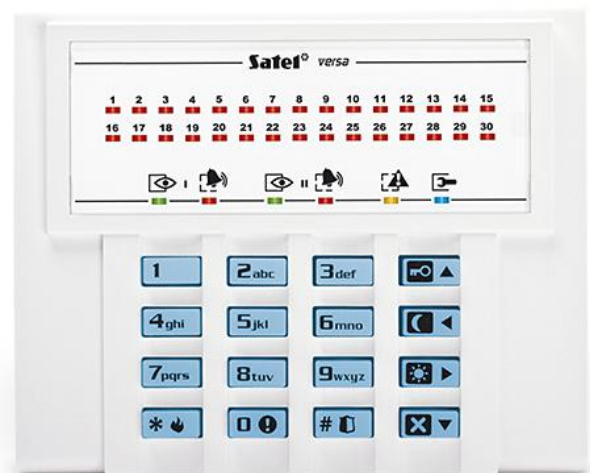 Satel versa
1 2 3 4 5 6 7 8 9 10 11 12 13 14 15
16 17 18 19 20 21 22 23 24 25 26 27 28 29 30
I II
1 2abc 3def
4ghi 5jkl 6mno
7pqrs 8tuv 9wxyz
* 0 #